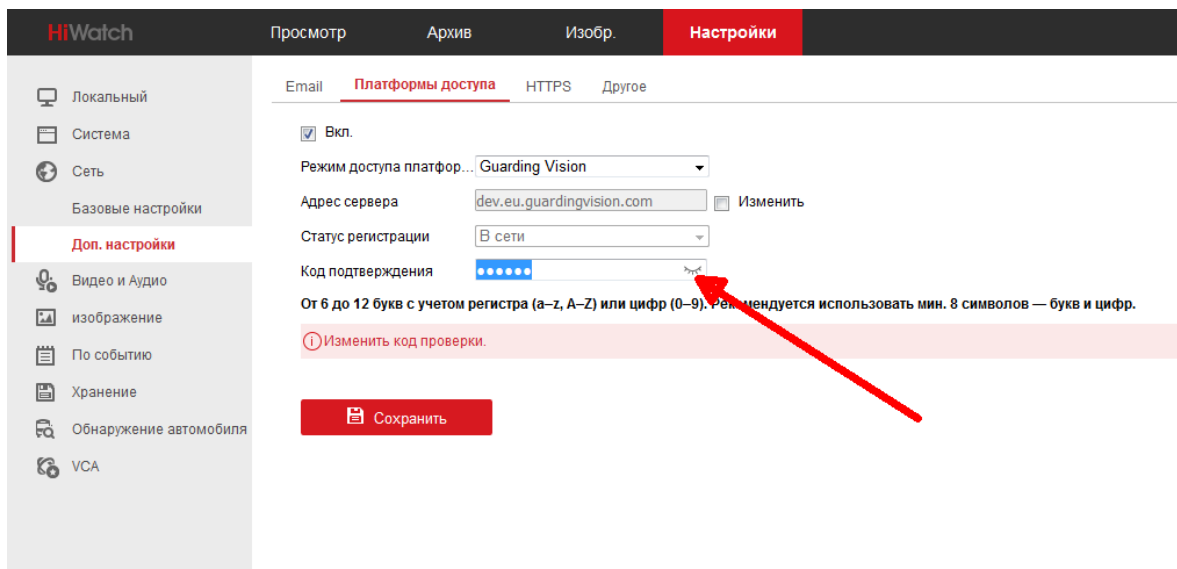 HiWatch
Просмотр Архив Изобр. Настройки
Локальный
Система
Сеть
Базовые настройки
Доп. настройки
Видео и Аудио
изображение
По событию
Хранение
Обнаружение автомобиля
VCA
Email Платформы доступа HTTPS Другое
Вкл.
Режим доступа платфор... Guarding Vision
Адрес сервера dev.eu.guardingvision.com Изменить
Статус регистрации В сети
Код подтверждения ••••••
От 6 до 12 букв с учетом регистра (a–z, A–Z) или цифр (0–9). Рекомендуется использовать мин. 8 символов — букв и цифр.
Изменить код проверки.
Сохранить